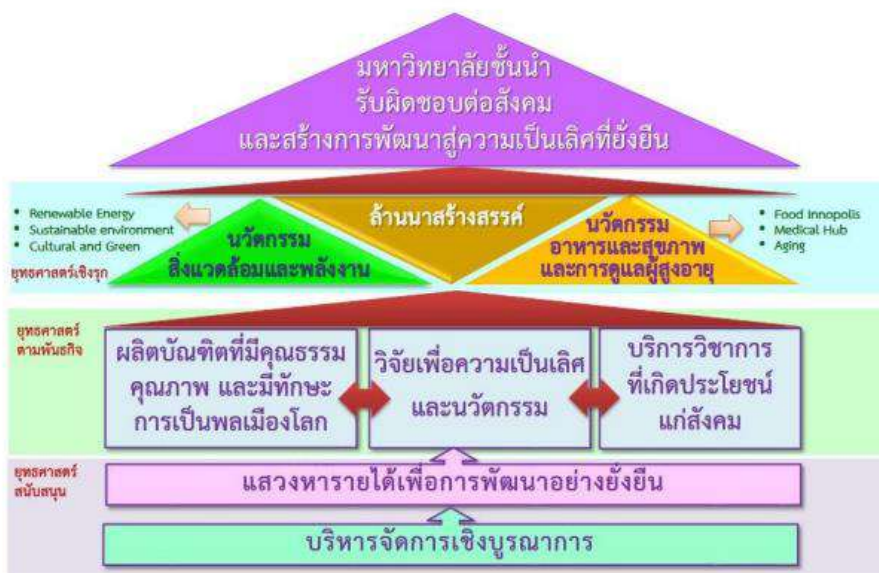 มหาวิทยาลัยชั้นนำ
รับผิดชอบต่อสังคม
และสร้างการพัฒนาสู่ความเป็นเลิศที่ยั่งยืน
• Renewable Energy
• Sustainable environment
• Cultural and Green
ยุทธศาสตร์เชิงรุก
นวัตกรรม
สิ่งแวดล้อมและพลังงาน
ล้านนาสร้างสรรค์
นวัตกรรม
อาหารและสุขภาพ
และการดูแลผู้สูงอายุ
• Food Innopolis
• Medical Hub
• Aging
ยุทธศาสตร์
ตามพันธกิจ
ผลิตบัณฑิตที่มีคุณธรรม
คุณภาพ และมีทักษะ
การเป็นพลเมืองโลก
วิจัยเพื่อความเป็นเลิศ
และนวัตกรรม
บริการวิชาการ
ที่เกิดประโยชน์
แก่สังคม
ยุทธศาสตร์
สนับสนุน
แสวงหารายได้เพื่อการพัฒนาอย่างยั่งยืน
บริหารจัดการเชิงบูรณาการ